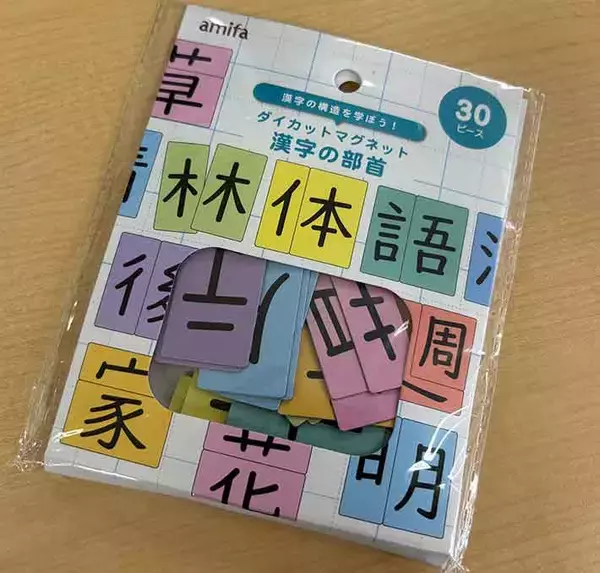 amifa
草
漢字の構造を学ぼう！
30
ピース
ダイカットマグネット
漢字の部首
林
体
語
後
周
家
花
明